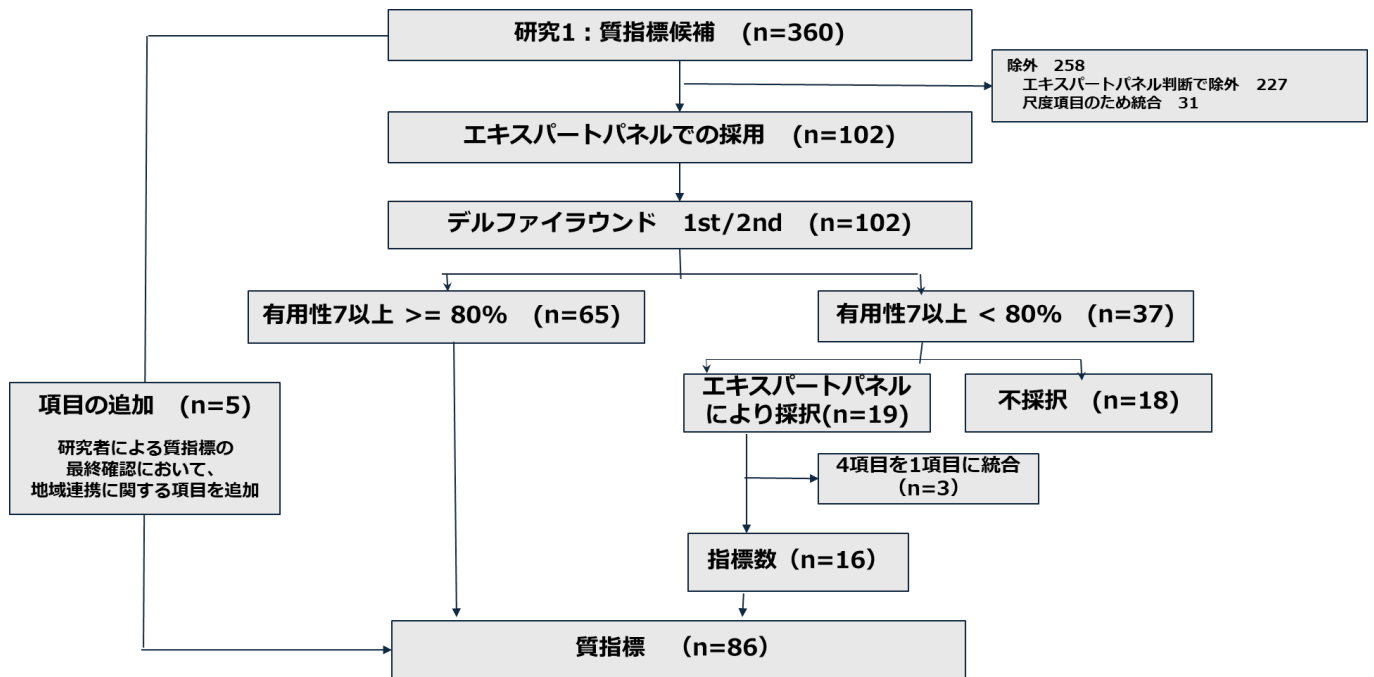 研究1：質指標候補　(n=360)
除外　258
エキスパートパネル判断で除外　227
尺度項目のため統合　31
エキスパートパネルでの採用　(n=102)
デルファイラウンド　1st/2nd　(n=102)
有用性7以上 >= 80%　(n=65)
有用性7以上 < 80%　(n=37)
エキスパートパネル
により採択(n=19)
不採択　(n=18)
項目の追加　(n=5)
研究者による質指標の
最終確認において、
地域連携に関する項目を追加
4項目を1項目に統合
（n=3）
指標数（n=16）
質指標　（n=86）